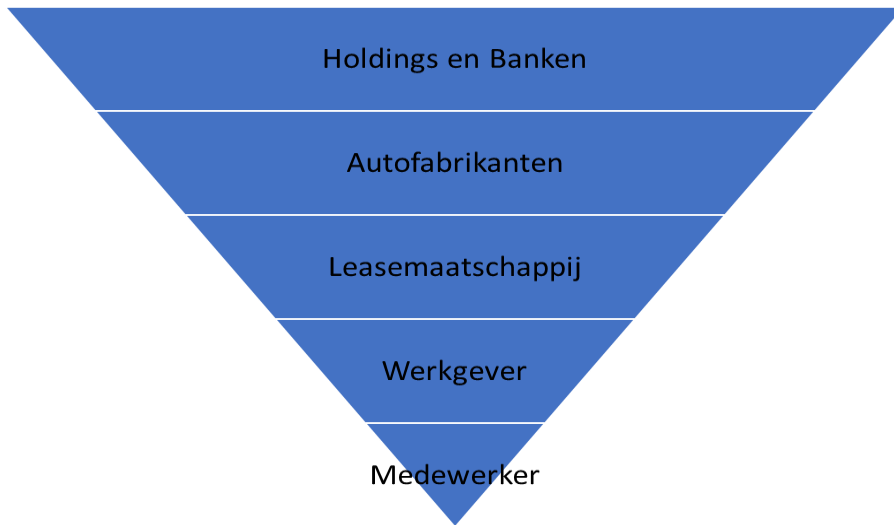 Holdings en Banken
Autofabrikanten
Leasemaatschappij
Werkgever
Medewerker